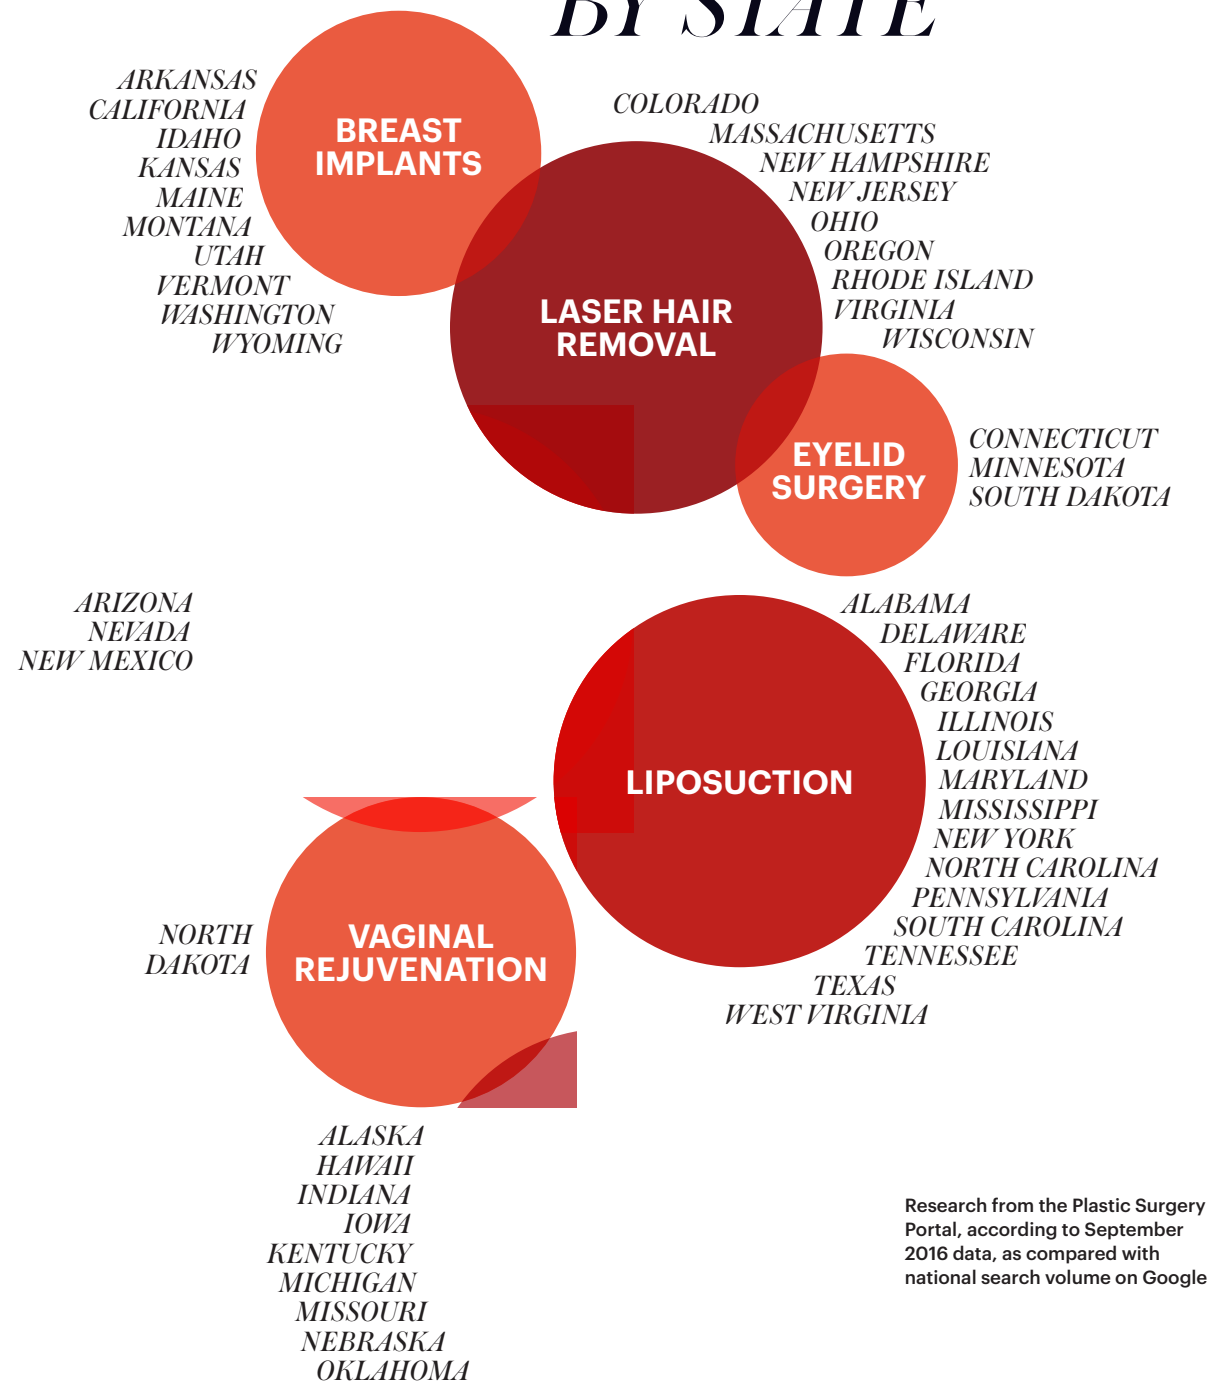 BY STATE
ARKANSAS
CALIFORNIA
IDAHO
KANSAS
MAINE
MONTANA
UTAH
VERMONT
WASHINGTON
WYOMING
BREAST
IMPLANTS
COLORADO
MASSACHUSETTS
NEW HAMPSHIRE
NEW JERSEY
OHIO
OREGON
RHODE ISLAND
VIRGINIA
WISCONSIN
LASER HAIR
REMOVAL
EYELID
SURGERY
CONNECTICUT
MINNESOTA
SOUTH DAKOTA
ARIZONA
NEVADA
NEW MEXICO
LIPOSUCTION
ALABAMA
DELAWARE
FLORIDA
GEORGIA
ILLINOIS
LOUISIANA
MARYLAND
MISSISSIPPI
NEW YORK
NORTH CAROLINA
PENNSYLVANIA
SOUTH CAROLINA
TENNESSEE
TEXAS
WEST VIRGINIA
NORTH
DAKOTA
VAGINAL
REJUVENATION
ALASKA
HAWAII
INDIANA
IOWA
KENTUCKY
MICHIGAN
MISSOURI
NEBRASKA
OKLAHOMA
Research from the Plastic Surgery
Portal, according to September
2016 data, as compared with
national search volume on Google